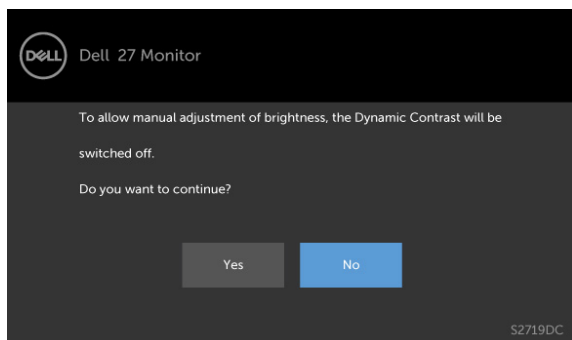 DELL
Dell 27 Monitor
To allow manual adjustment of brightness, the Dynamic Contrast will be
switched off.
Do you want to continue?
Yes
No
S2719DC